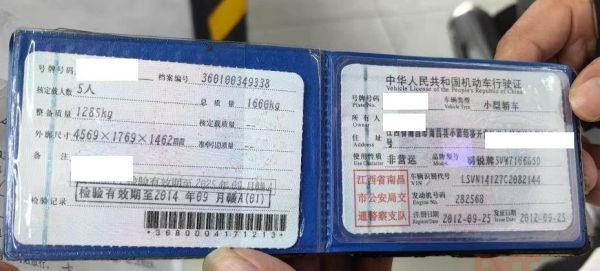 号牌号码
档案编号 360100349338
核定载人数 5人
总质量 1660kg
整备质量 1285kg
核定载质量 --
外廓尺寸 4569×1769×1462mm
准牵引总质量 --
备注
检验记录
检验有效期至2014年09月赣A(01)
*3680004171213*
中华人民共和国机动车行驶证
Vehicle License of the People's Republic of China
号牌号码
Plate No.
车辆类型
Vehicle Type
小型轿车
所有人
Owner
住址
Address
使用性质
Use Character
非营运
品牌型号
Model
江西省南昌
市公安局交
通警察支队
车辆识别代号
VIN
LSVN141Z7C2082144
发动机号码
Engine No.
282568
注册日期
Register Date
2012-09-25
发证日期
Issue Date
2012-09-25